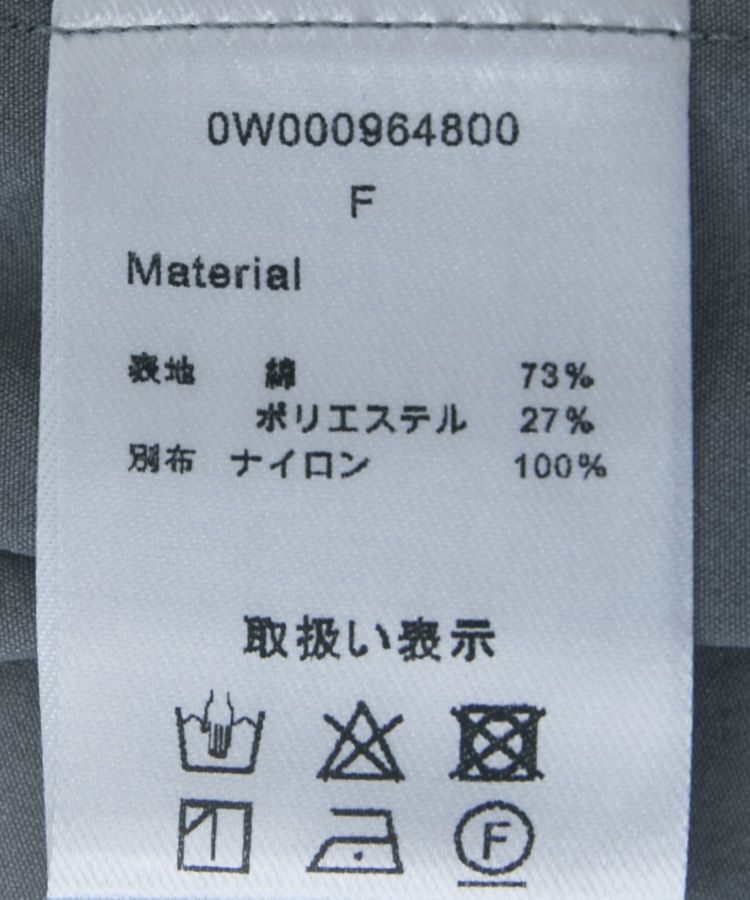 0W000964800
F
Material
表地 綿 73%
ポリエステル 27%
別布 ナイロン 100%
取扱い表示
F